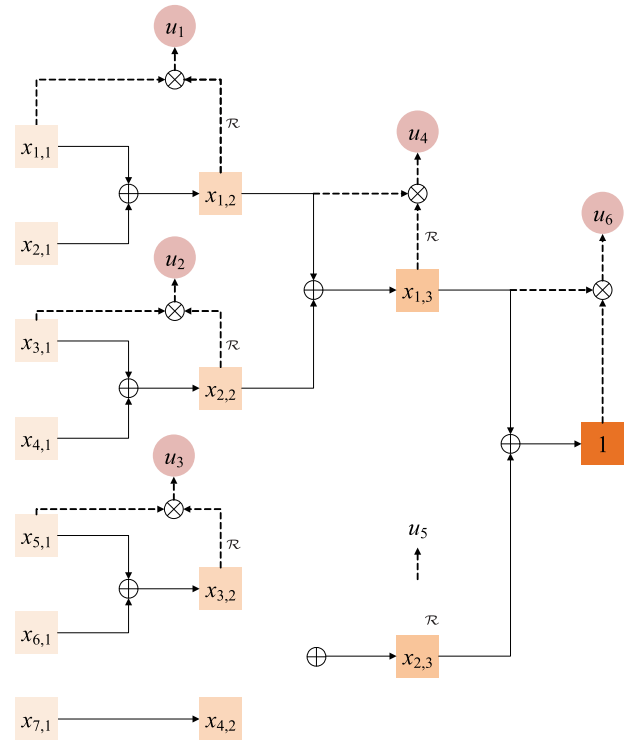 u1
x1,1
ℛ
u4
x1,2
ℛ
x2,1
u6
u2
x1,3
x3,1
ℛ
x2,2
x4,1
1
u3
u5
x5,1
ℛ
x3,2
ℛ
x6,1
x2,3
x7,1
x4,2